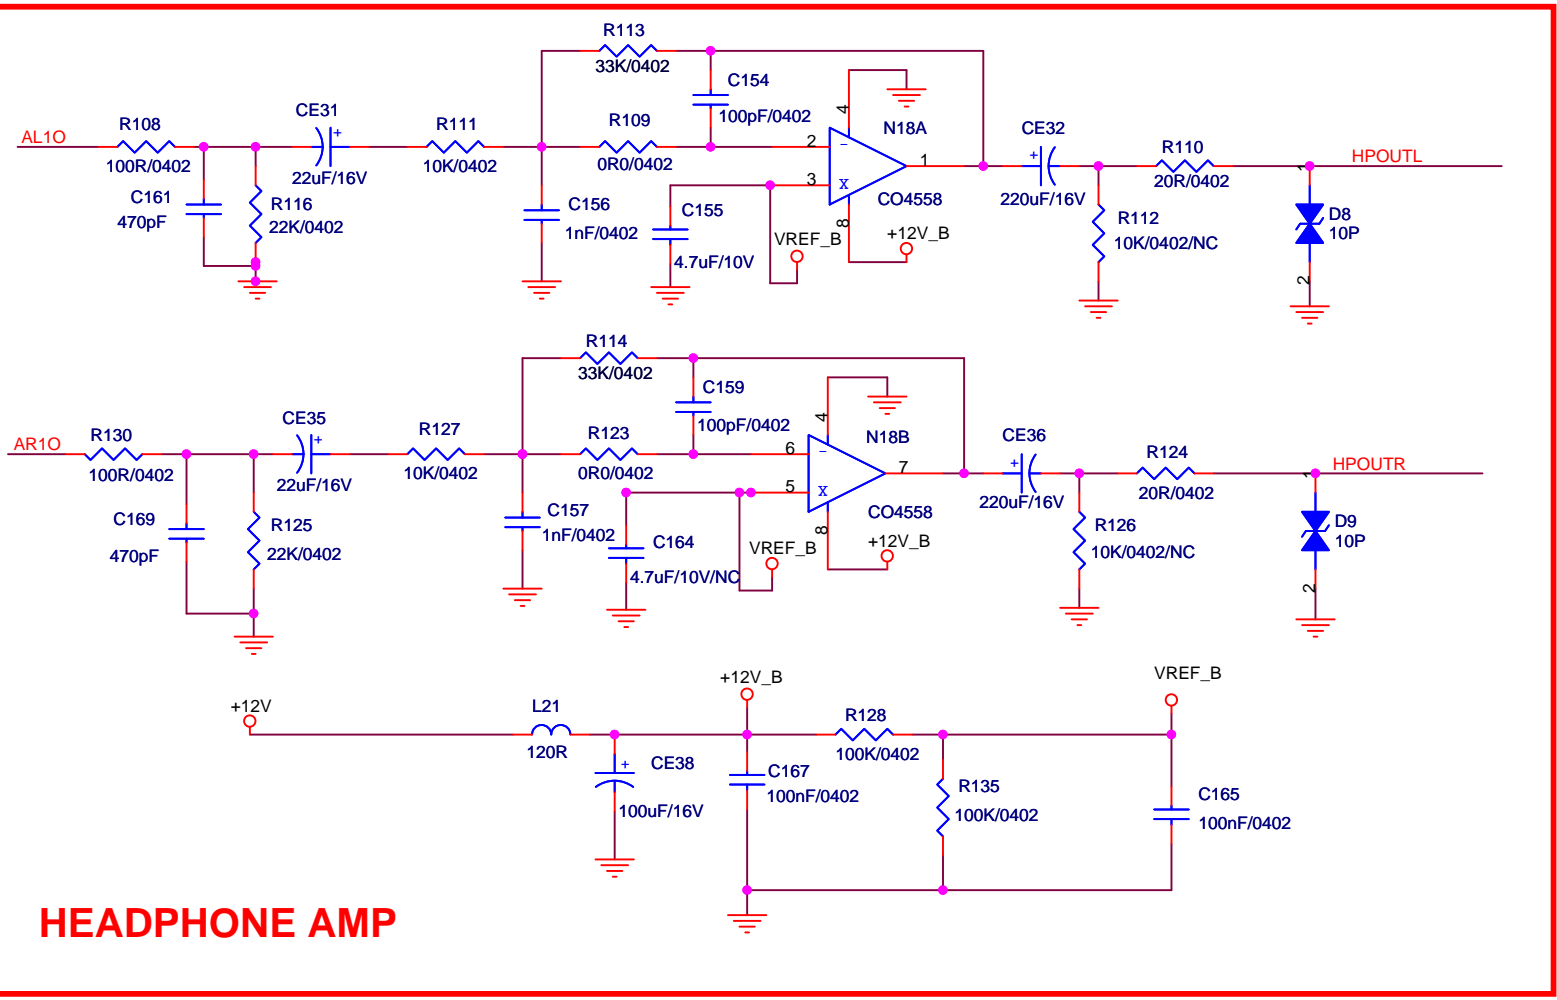 R113
33K/0402
C154
100pF/0402
4
CE31
R108
R111
R109
N18A
CE32
AL1O
100R/0402
22uF/16V
10K/0402
0R0/0402
2
-
1
R110
HPOUTL
20R/0402
1
3
X
CO4558
220uF/16V
C161
470pF
R116
22K/0402
C156
1nF/0402
C155
4.7uF/10V
VREF_B
8
+12V_B
R112
10K/0402/NC
D8
10P
2
R114
33K/0402
C159
100pF/0402
4
CE35
R130
R127
R123
N18B
CE36
AR1O
100R/0402
22uF/16V
10K/0402
0R0/0402
6
-
7
R124
HPOUTR
20R/0402
1
5
X
CO4558
220uF/16V
C169
470pF
R125
22K/0402
C157
1nF/0402
C164
4.7uF/10V/NC
VREF_B
8
+12V_B
R126
10K/0402/NC
D9
10P
2
+12V
L21
120R
+12V_B
R128
100K/0402
VREF_B
+
CE38
100uF/16V
C167
100nF/0402
R135
100K/0402
C165
100nF/0402
HEADPHONE AMP